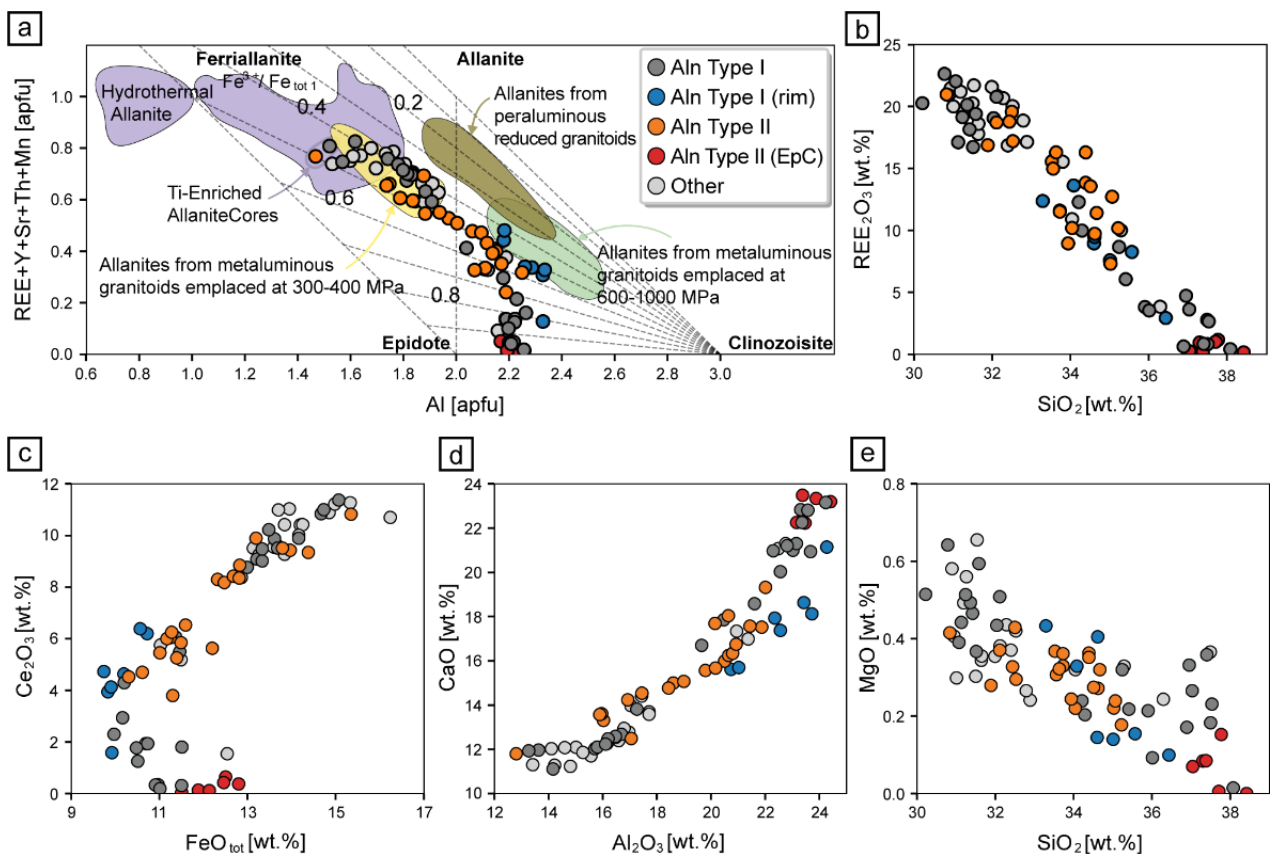 a
REE+Y+Sr+Th+Mn [apfu]
1.0
0.8
0.6
0.4
0.2
0.0
Ferriallanite
Fe3+/ Fe tot 1
Allanite
Hydrothermal
Allanite
0.4
0.2
Allanites from
peraluminous
reduced granitoids
Ti-Enriched
AllaniteCores
0.6
Allanites from metaluminous
granitoids emplaced at 300-400 MPa
0.8
Allanites from metaluminous
granitoids emplaced at
600-1000 MPa
Epidote
Clinozoisite
Aln Type I
Aln Type I (rim)
Aln Type II
Aln Type II (EpC)
Other
0.6 0.8 1.0 1.2 1.4 1.6 1.8 2.0 2.2 2.4 2.6 2.8 3.0 3.2
Al [apfu]
b
REE2O3 [wt.%]
25
20
15
10
5
0
30 32 34 36 38
SiO2 [wt.%]
c
Ce2O3 [wt.%]
12
10
8
6
4
2
0
9 11 13 15 17
FeOtot [wt.%]
d
CaO [wt.%]
24
22
20
18
16
14
12
10
12 14 16 18 20 22 24
Al2O3 [wt.%]
e
MgO [wt.%]
0.8
0.6
0.4
0.2
0.0
30 32 34 36 38
SiO2 [wt.%]